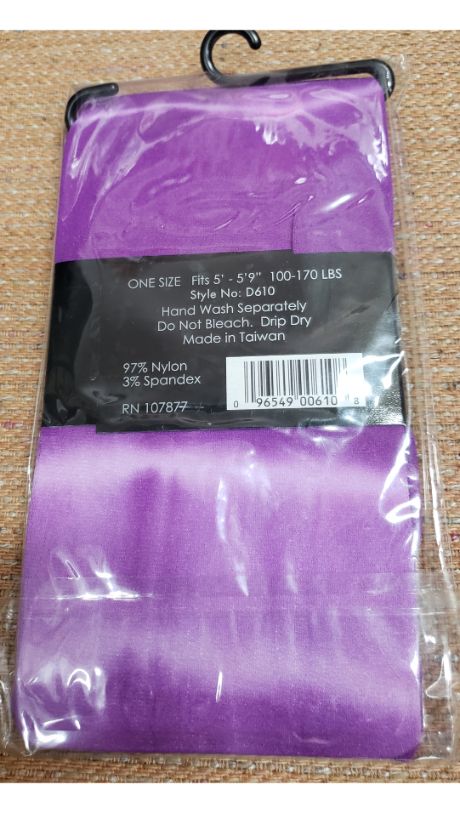 ONE SIZE Fits 5' - 5'9" 100-170 LBS
Style No: D610
Hand Wash Separately
Do Not Bleach. Drip Dry
Made in Taiwan
97% Nylon
3% Spandex
RN 107877
0 96549 00610 8